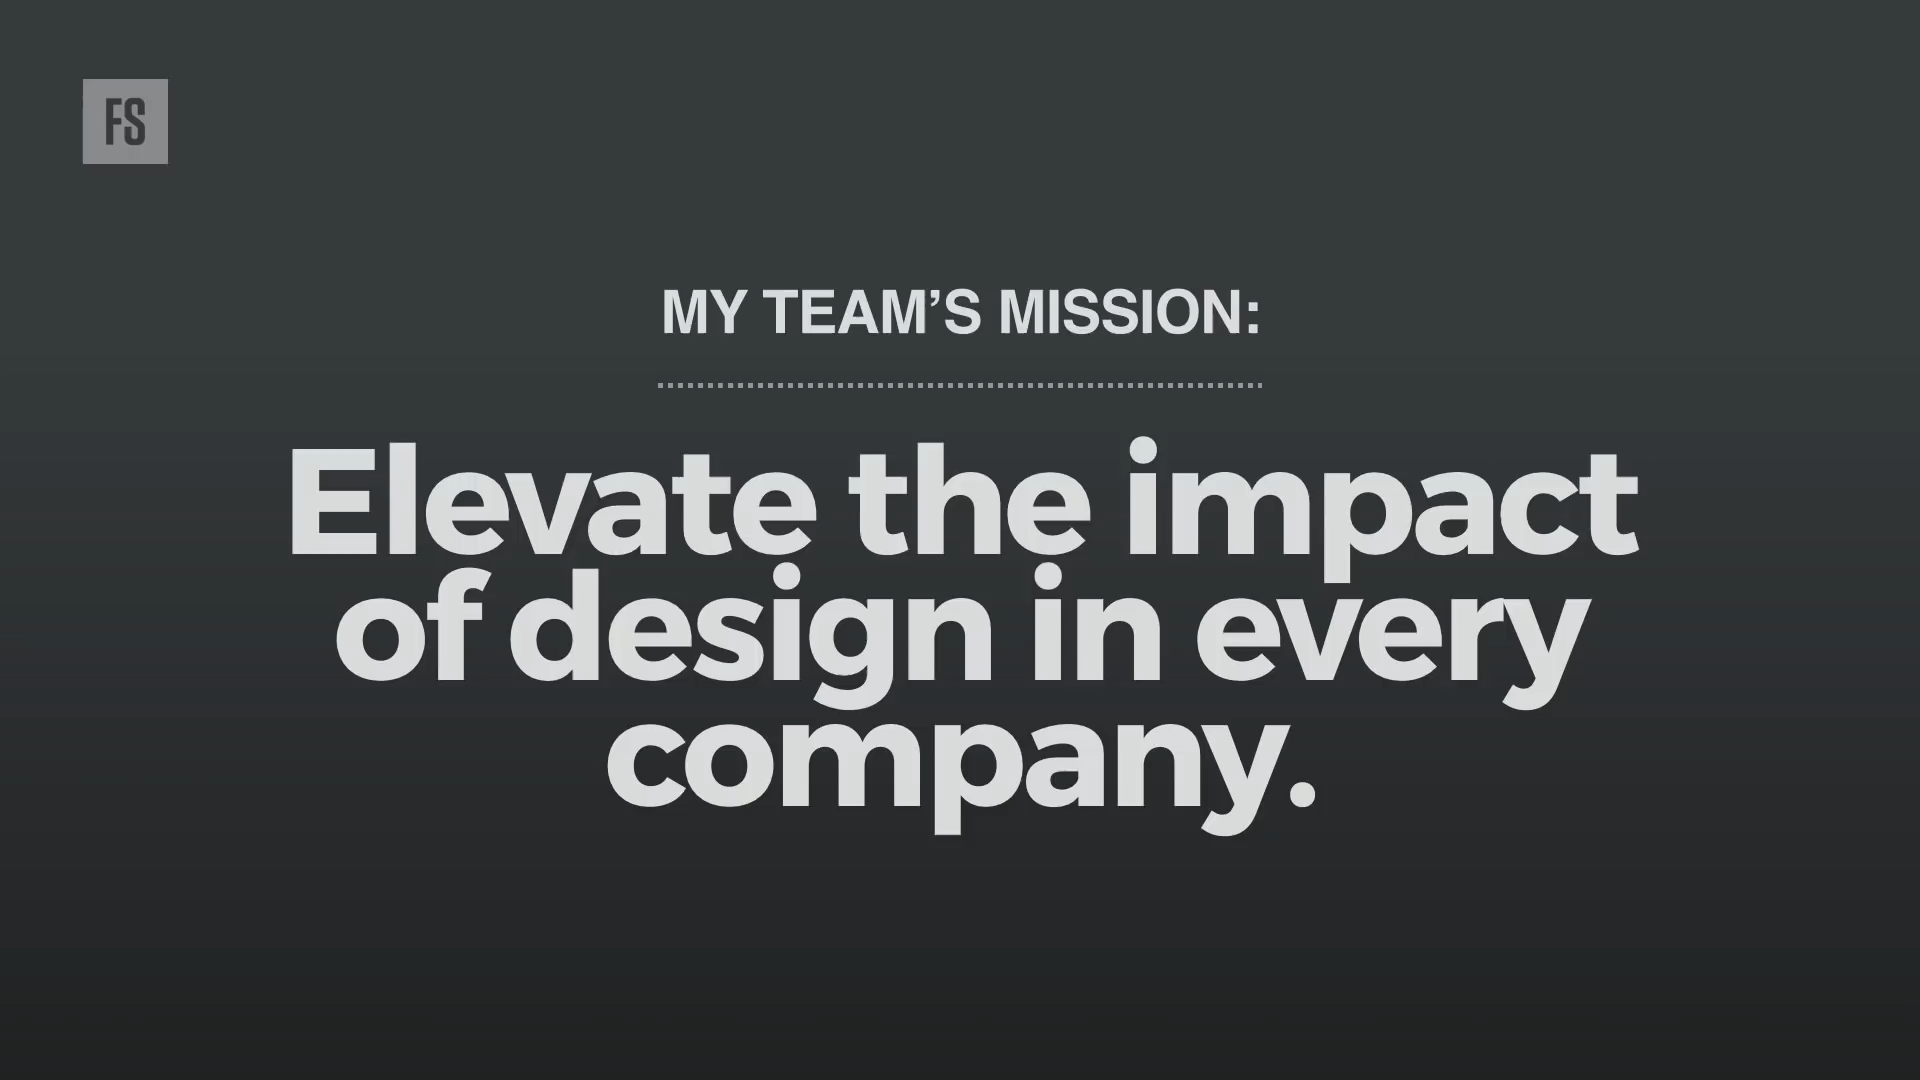 FS
MY TEAM’S MISSION:
Elevate the impact
of design in every
company.